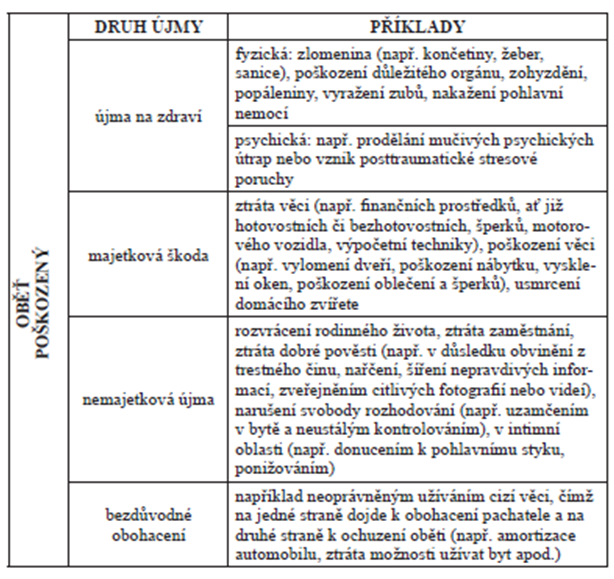 DRUH ÚJMY
PŘÍKLADY
OBĚŤ
POŠKOZENÝ
újma na zdraví
fyzická: zlomenina (např. končetiny, žeber,
sanice), poškození důležitého orgánu, zohyzdění,
popáleniny, vyražení zubů, nakažení pohlavní
nemocí
psychická: např. prodělání mučivých psychických
útrap nebo vznik posttraumatické stresové
poruchy
majetková škoda
ztráta věci (např. finančních prostředků, ať již
hotovostních či bezhotovostních, šperků, motoro-
vého vozidla, výpočetní techniky), poškození věci
(např. vylomení dveří, poškození nábytku, vyskle-
ní oken, poškození oblečení a šperků), usmrcení
domácího zvířete
nemajetková újma
rozvrácení rodinného života, ztráta zaměstnání,
ztráta dobré pověsti (např. v důsledku obvinění z
trestného činu, nařčení, šíření nepravdivých infor-
mací, zveřejněním citlivých fotografií nebo videí),
narušení svobody rozhodování (např. uzamčením
v bytě a neustálým kontrolováním), v intimní
oblasti (např. donucením k pohlavnímu styku,
ponižováním)
bezdůvodné
obohacení
například neoprávněným užíváním cizí věci, čímž
na jedné straně dojde k obohacení pachatele a na
druhé straně k ochuzení oběti (např. amortizace
automobilu, ztráta možnosti užívat byt apod.)